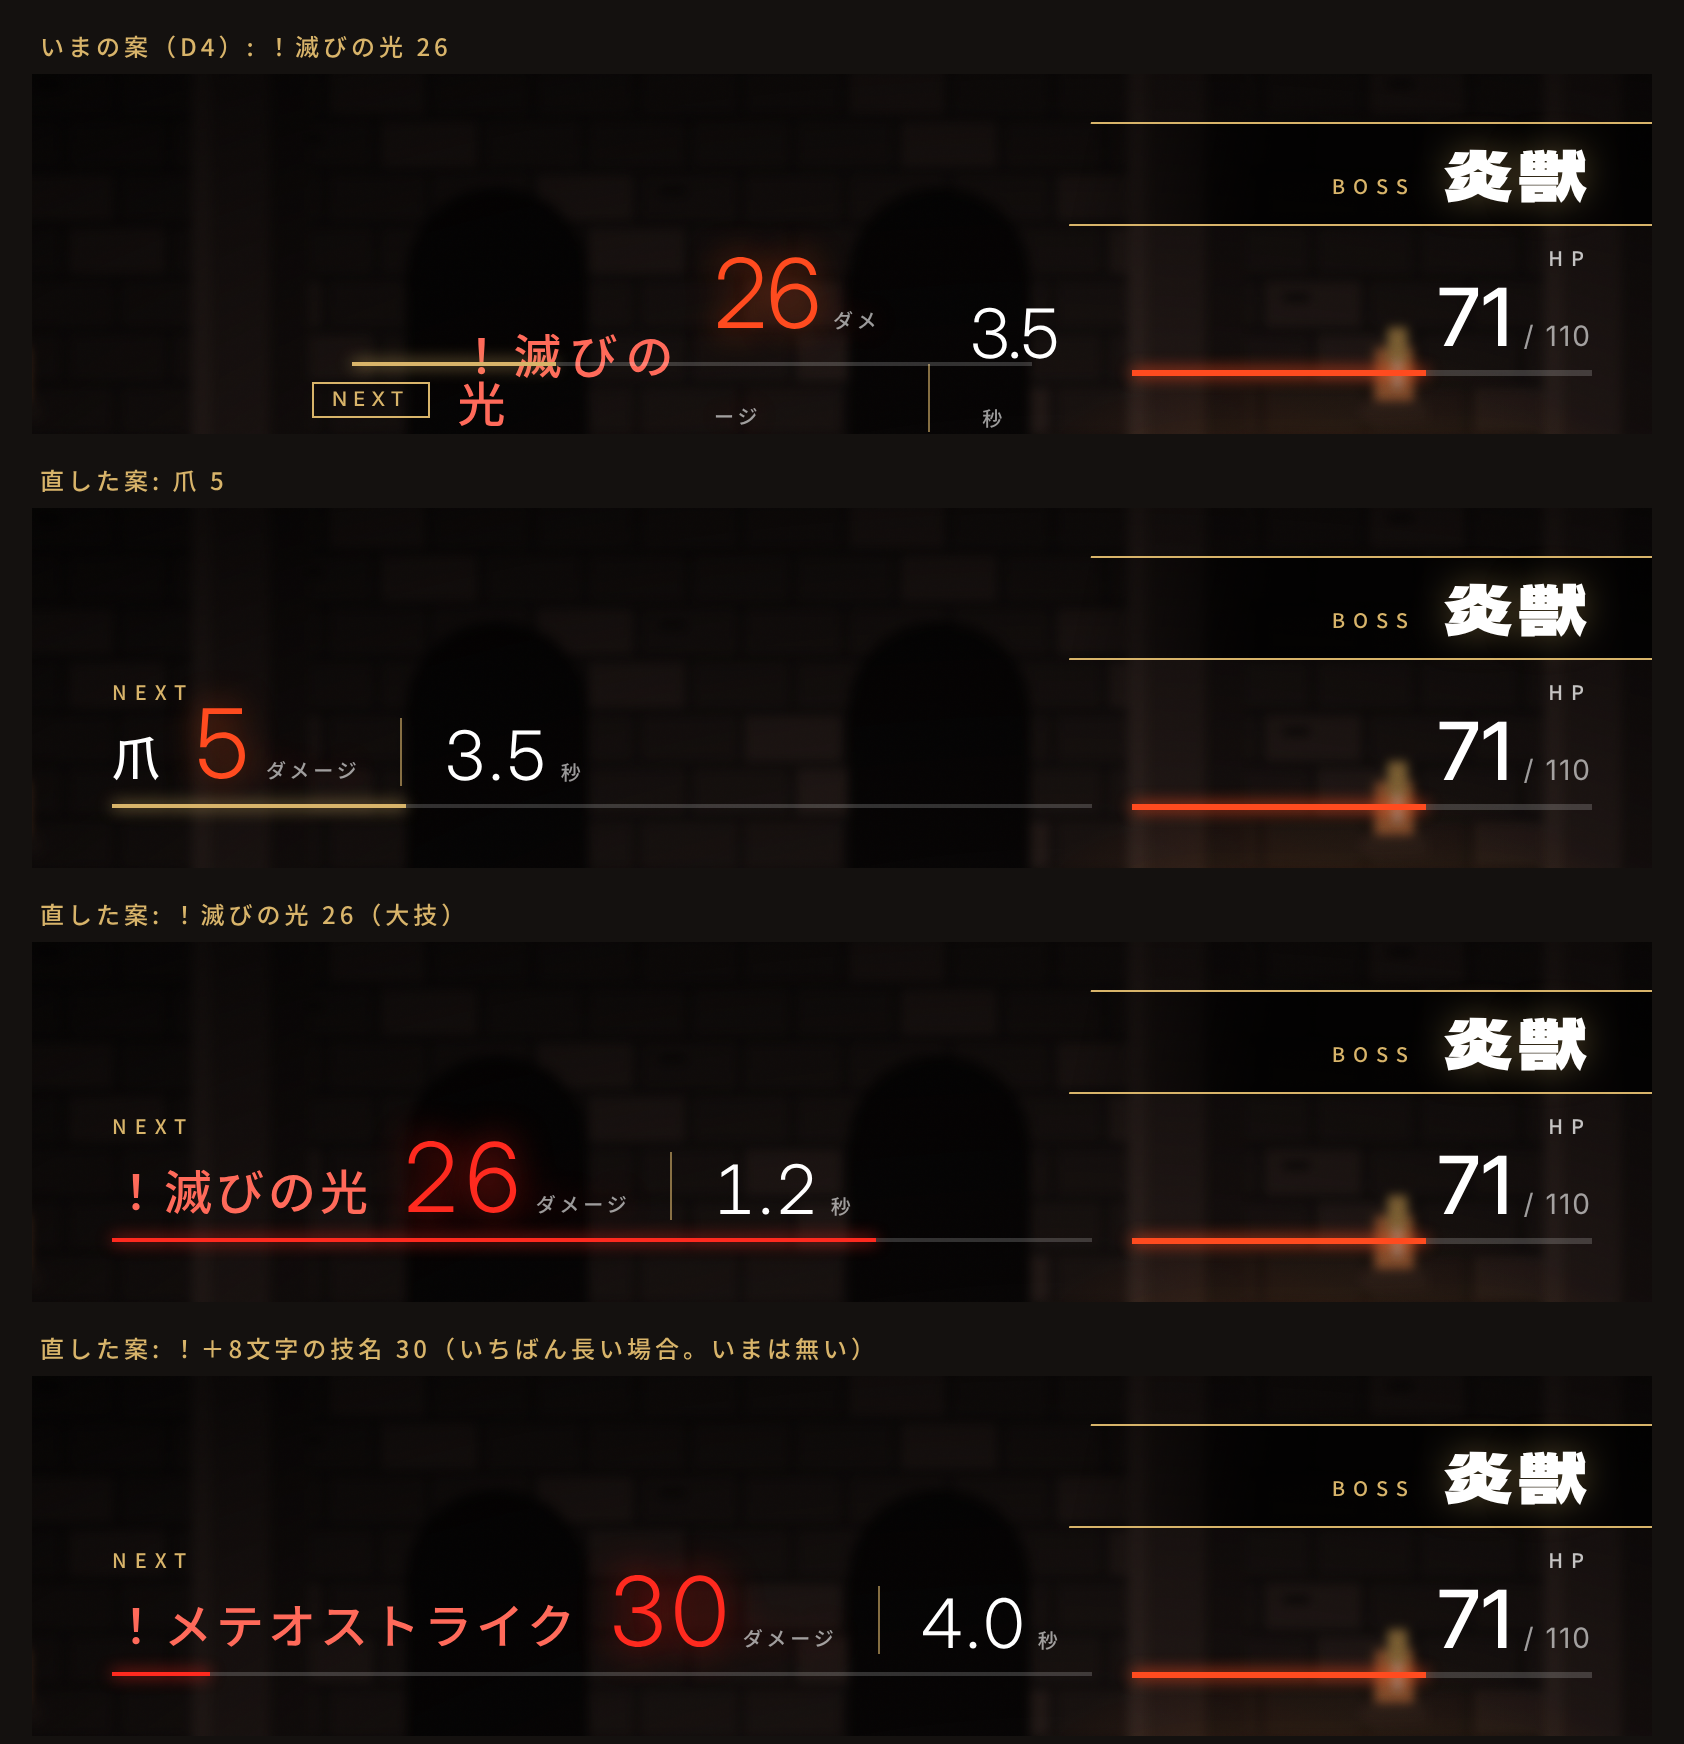 いまの案（D4）: ！滅びの光 26
BOSS 炎獣
HP
71 / 110
26 ダメ
ージ
3.5
秒
！滅びの
光
NEXT
直した案: 爪 5
BOSS 炎獣
NEXT
爪 5 ダメージ 3.5 秒
HP
71 / 110
直した案: ！滅びの光 26（大技）
BOSS 炎獣
NEXT
！滅びの光 26 ダメージ 1.2 秒
HP
71 / 110
直した案: ！＋8文字の技名 30（いちばん長い場合。いまは無い）
BOSS 炎獣
NEXT
！メテオストライク 30 ダメージ 4.0 秒
HP
71 / 110